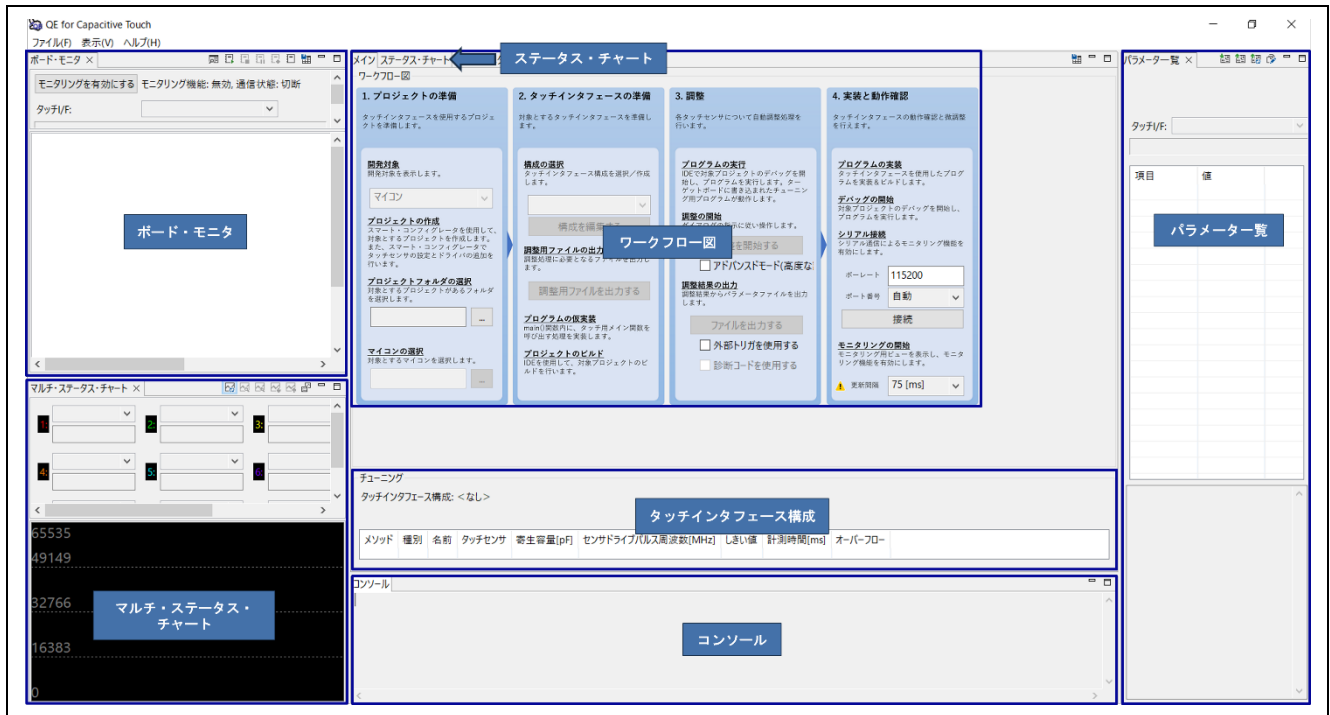 QE for Capacitive Touch
ファイル(F) 表示(V) ヘルプ(H)
ボード・モニタ
モニタリングを有効にする モニタリング機能: 無効, 通信状態: 切断
タッチI/F:
ボード・モニタ
マルチ・ステータス・チャート
1:
2:
3:
4:
5:
6:
65535
49149
32766
16383
0
マルチ・ステータス・チャート
メイン ステータス・チャート
ステータス・チャート
ワークフロー図
1. プロジェクトの準備
タッチインタフェースを使用するプロジェ
クトを準備します。
開発対象
開発対象を表示します。
マイコン
プロジェクトの作成
スマート・コンフィグレータを使用して、
対象とするプロジェクトを作成します。
また、スマート・コンフィグレータで
タッチセンサの設定とドライバの追加を
行います。
プロジェクトフォルダの選択
対象とするプロジェクトがあるフォルダ
を選択します。
...
マイコンの選択
対象とするマイコンを選択します。
...
2. タッチインタフェースの準備
対象とするタッチインタフェースを準備し
ます。
構成の選択
タッチインタフェース構成を選択/作成
します。
構成を編集する
調整用ファイルの出力
調整処理に必要となるファイルを出力し
ます。
調整用ファイルを出力する
プログラムの仮実装
main()関数内に、タッチ用メイン関数を
呼び出す処理を実装します。
プロジェクトのビルド
IDEを使用して、対象プロジェクトのビ
ルドを行います。
3. 調整
各タッチセンサについて自動調整処理を
行います。
プログラムの実行
IDEで対象プロジェクトのデバッグを開
始し、プログラムを実行します。ター
ゲットボードに書き込まれたチューニン
グ用プログラムが動作します。
調整の開始
示に従い操作します。
を開始する
アドバンスドモード(高度な
調整結果の出力
調整結果からパラメータファイルを出力
します。
ファイルを出力する
外部トリガを使用する
診断コードを使用する
4. 実装と動作確認
タッチインタフェースの動作確認と微調整
を行えます。
プログラムの実装
タッチインタフェースを使用したプログ
ラムを実装&ビルドします。
デバッグの開始
対象プロジェクトのデバッグを開始し、
プログラムを実行します。
シリアル接続
シリアル通信によるモニタリング機能を
有効にします。
ボーレート 115200
ポート番号 自動
接続
モニタリングの開始
モニタリング用ビューを表示し、モニタ
リング機能を有効にします。
更新間隔 75 [ms]
ワークフロー図
チューニング
タッチインタフェース構成: <なし>
タッチインタフェース構成
メソッド 種別 名前 タッチセンサ 寄生容量[pF] センサドライブパルス周波数[MHz] しきい値 計測時間[ms] オーバーフロー
コンソール
コンソール
パラメーター覧
タッチI/F:
項目 値
パラメーター覧